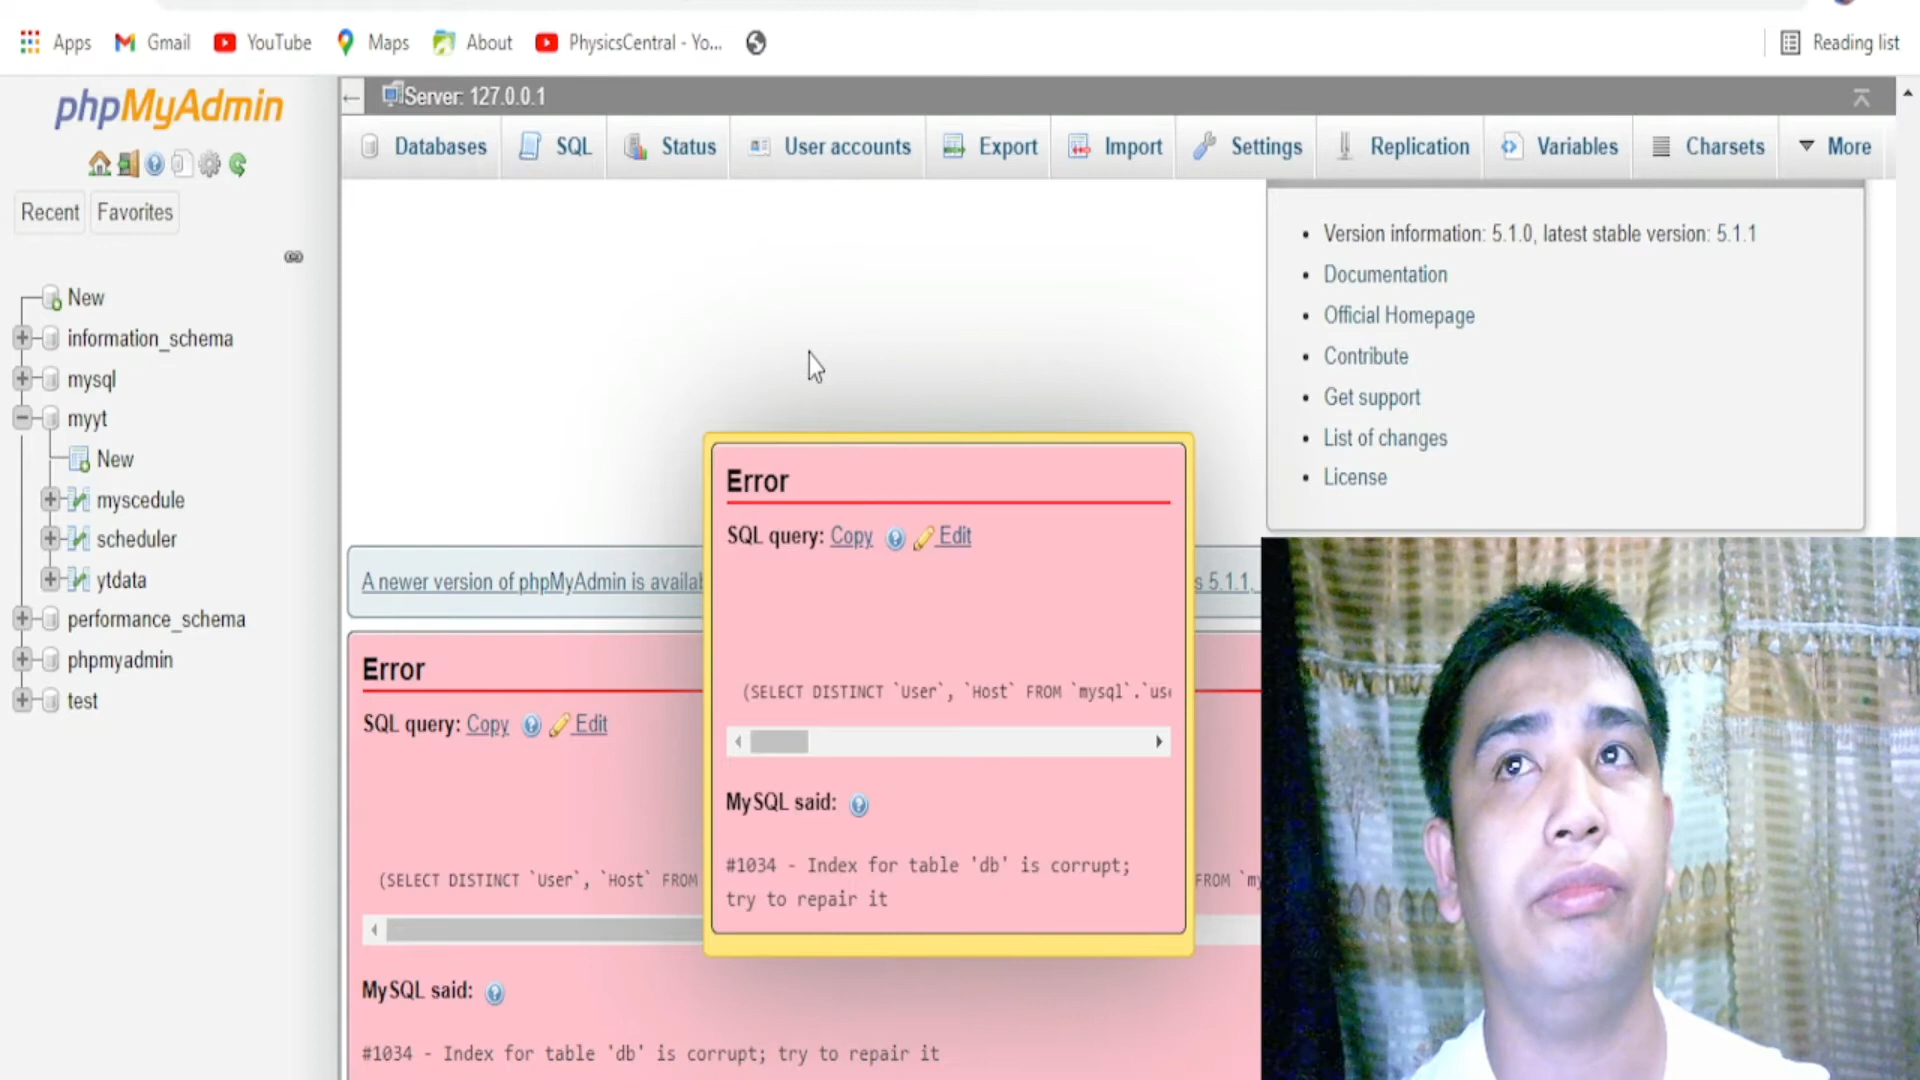 Apps Gmail YouTube Maps About PhysicsCentral - Yo... Reading list
phpMyAdmin
Server: 127.0.0.1
Databases SQL Status User accounts Export Import Settings Replication Variables Charsets More
Recent Favorites
New
information_schema
mysql
myyt
New
myscedule
scheduler
ytdata
performance_schema
phpmyadmin
test
Version information: 5.1.0, latest stable version: 5.1.1
Documentation
Official Homepage
Contribute
Get support
List of changes
License
A newer version of phpMyAdmin is availab
s 5.1.1,
Error
SQL query: Copy Edit
(SELECT DISTINCT `User`, `Host` FROM
FROM `my
MySQL said:
#1034 - Index for table 'db' is corrupt; try to repair it
Error
SQL query: Copy Edit
(SELECT DISTINCT `User`, `Host` FROM `mysql`.`use
MySQL said:
#1034 - Index for table 'db' is corrupt;
try to repair it